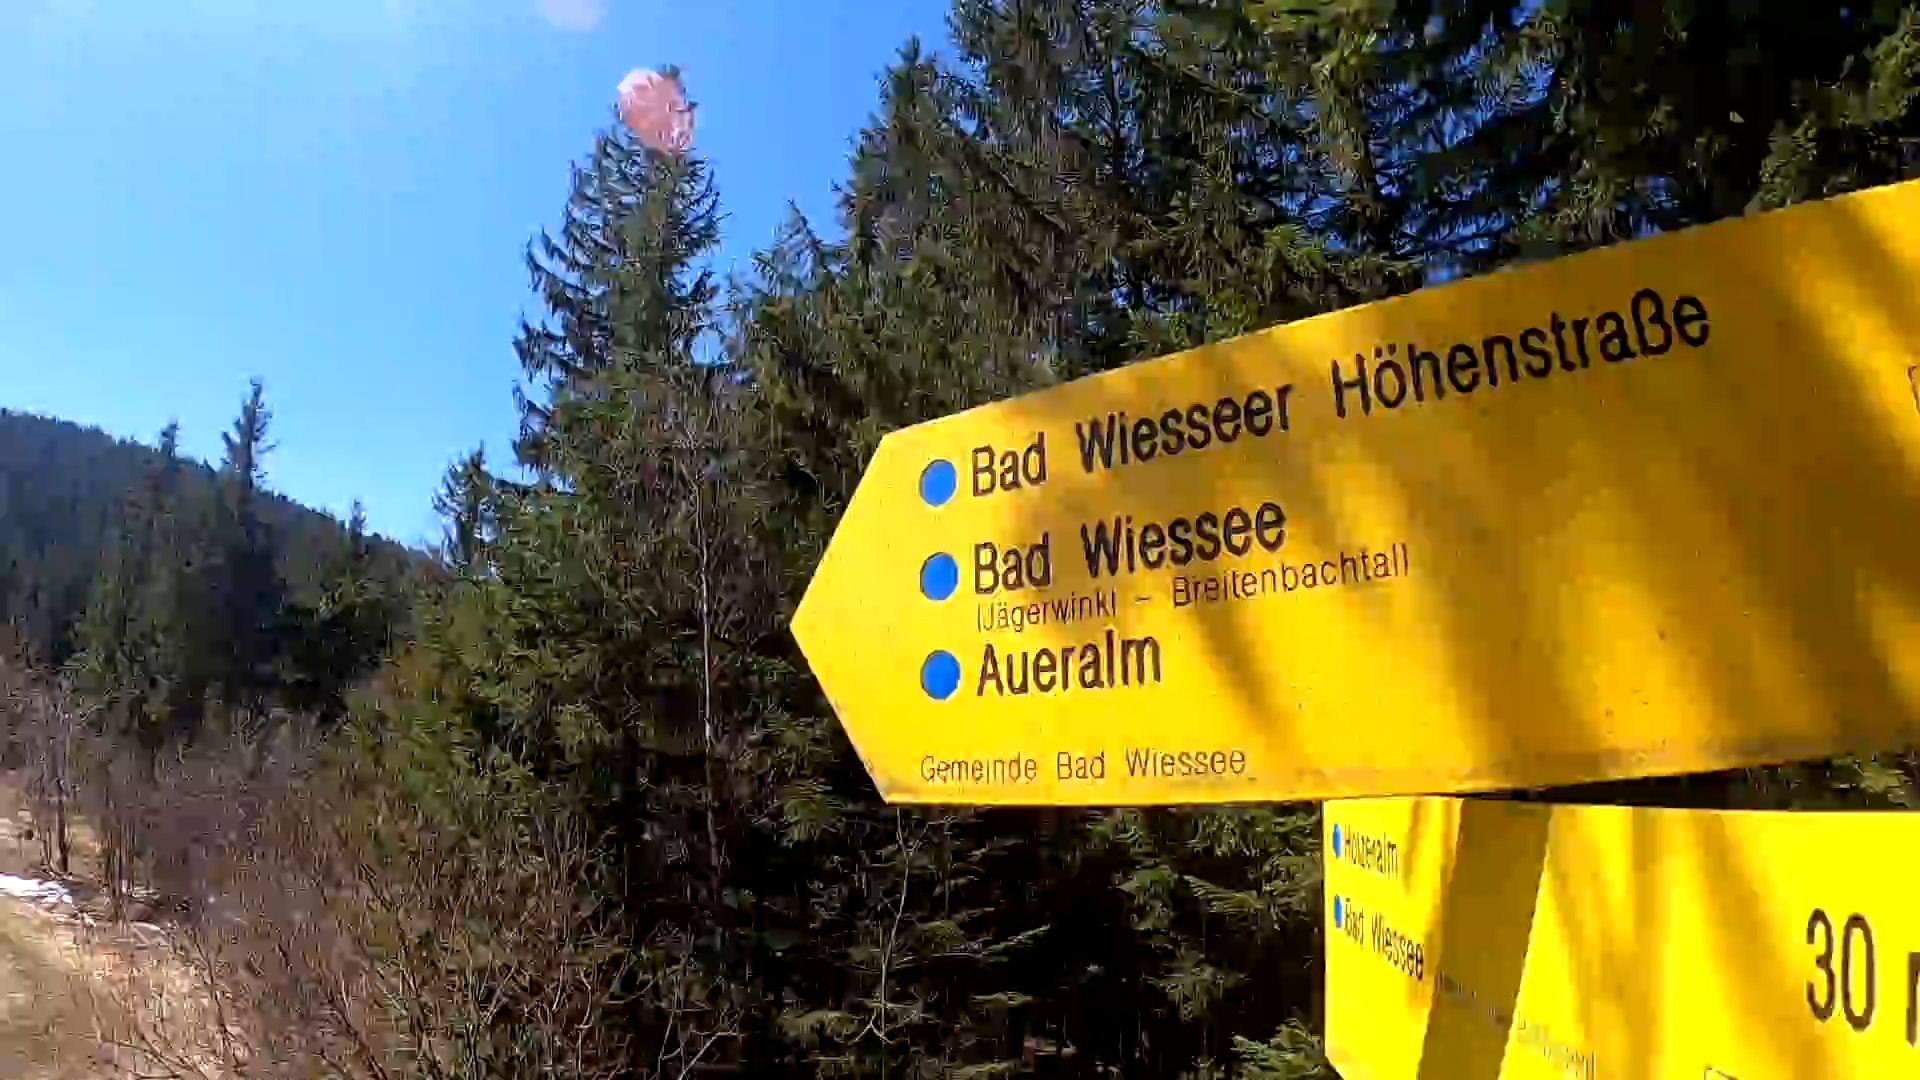 Bad Wiesseer Höhenstraße
Bad Wiessee
(Jägerwinkl - Breitenbachtal)
Aueralm
Gemeinde Bad Wiessee
Holzeralm
Bad Wiessee
30